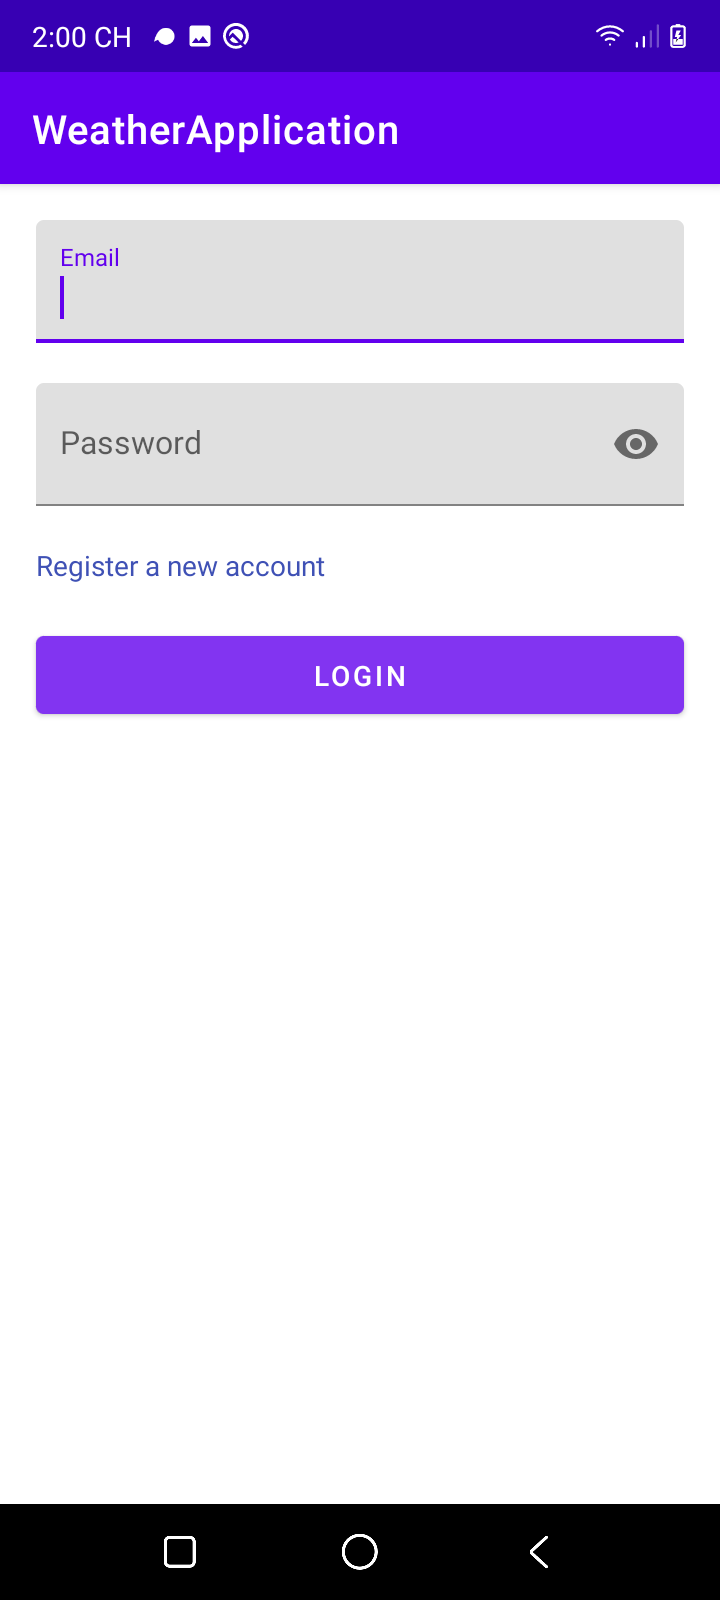 2:00 CH
WeatherApplication
Email
Password
Register a new account
LOGIN